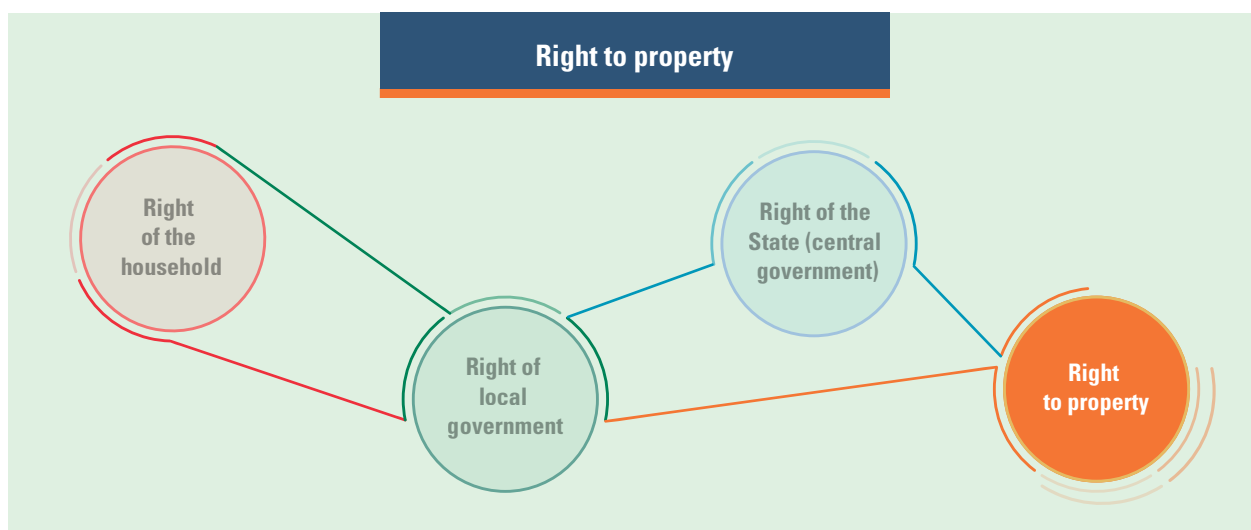 Right to property
Right
of the
household
Right of
local
government
Right of the
State (central
government)
Right
to property